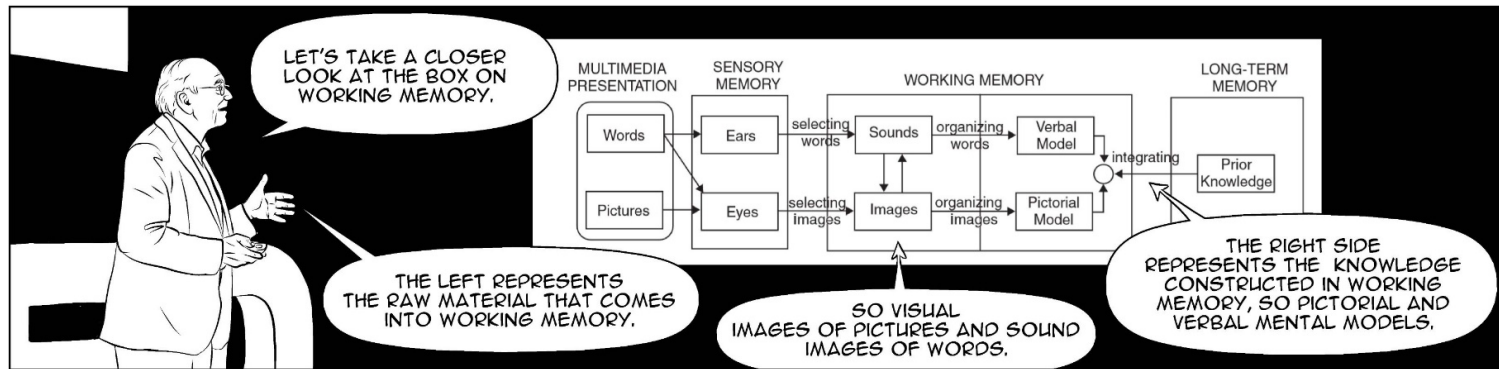 LET'S TAKE A CLOSER
LOOK AT THE BOX ON
WORKING MEMORY.
THE LEFT REPRESENTS
THE RAW MATERIAL THAT COMES
INTO WORKING MEMORY.
MULTIMEDIA
PRESENTATION
SENSORY
MEMORY
WORKING MEMORY
LONG-TERM
MEMORY
Words
Ears
selecting
words
Sounds
organizing
words
Verbal
Model
integrating
Prior
Knowledge
Pictures
Eyes
selecting
images
Images
organizing
images
Pictorial
Model
SO VISUAL
IMAGES OF PICTURES AND SOUND
IMAGES OF WORDS.
THE RIGHT SIDE
REPRESENTS THE KNOWLEDGE
CONSTRUCTED IN WORKING
MEMORY, SO PICTORIAL AND
VERBAL MENTAL MODELS.